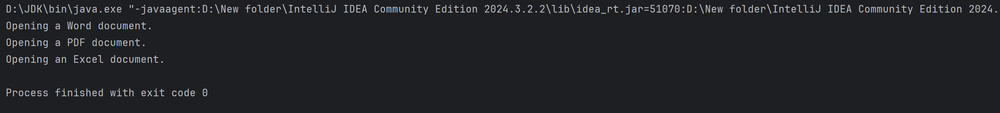 D:\JDK\bin\java.exe "-javaagent:D:\New folder\IntelliJ IDEA Community Edition 2024.3.2.2\lib\idea_rt.jar=51070:D:\New folder\IntelliJ IDEA Community Edition 2024.
Opening a Word document.
Opening a PDF document.
Opening an Excel document.
Process finished with exit code 0